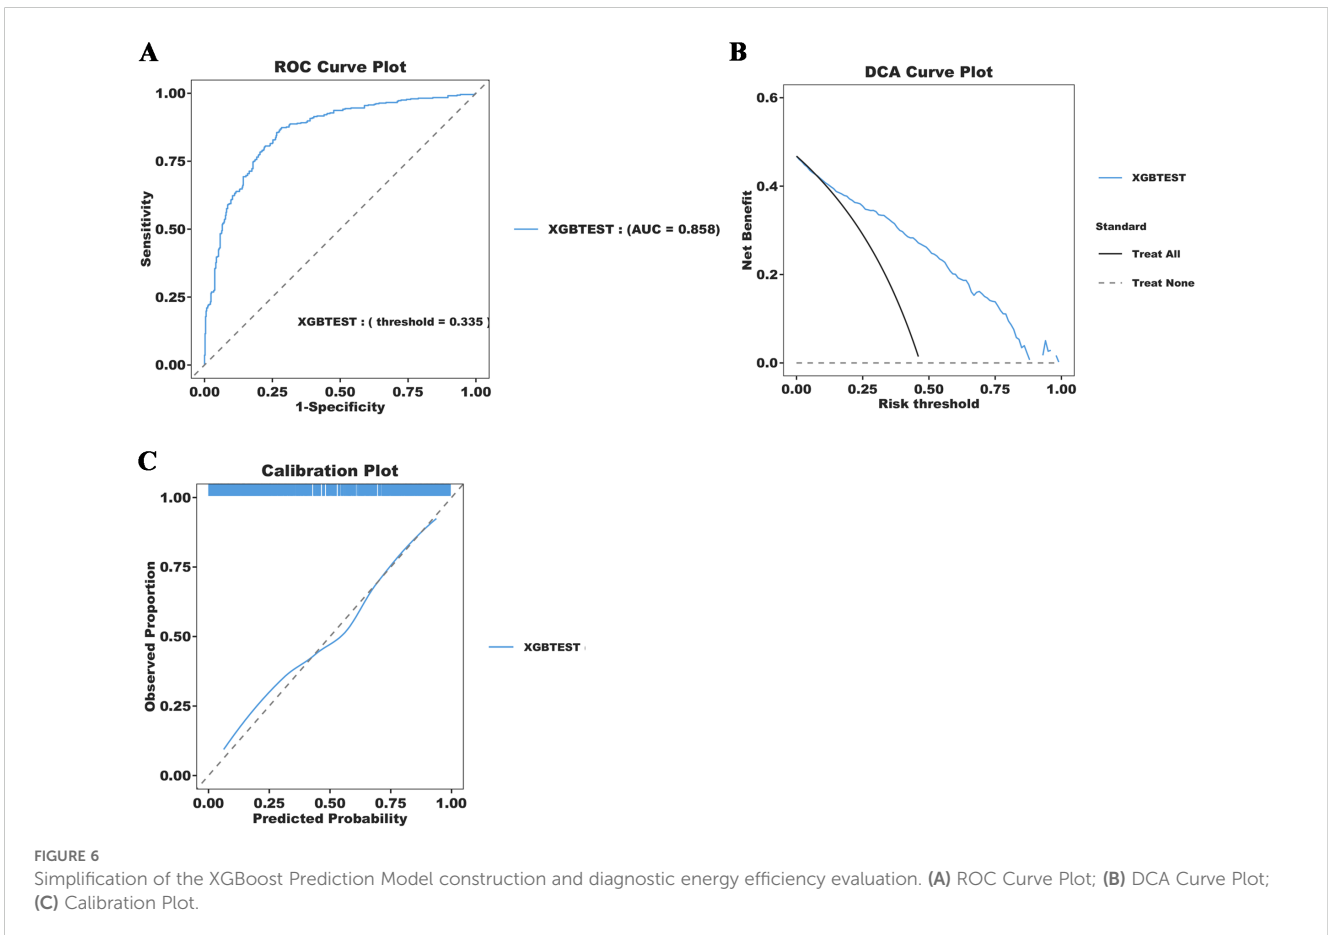 A
ROC Curve Plot
1.00
0.75
0.50
0.25
0.00
Sensitivity
XGBTEST : ( threshold = 0.335 )
0.00 0.25 0.50 0.75 1.00
1-Specificity
XGBTEST : (AUC = 0.858)
B
DCA Curve Plot
0.6
0.4
0.2
0.0
Net Benefit
0.00 0.25 0.50 0.75 1.00
Risk threshold
XGBTEST
Standard
Treat All
Treat None
C
Calibration Plot
1.00
0.75
0.50
0.25
0.00
Observed Proportion
0.00 0.25 0.50 0.75 1.00
Predicted Probability
XGBTEST
FIGURE 6
Simplification of the XGBoost Prediction Model construction and diagnostic energy efficiency evaluation. (A) ROC Curve Plot; (B) DCA Curve Plot;
(C) Calibration Plot.